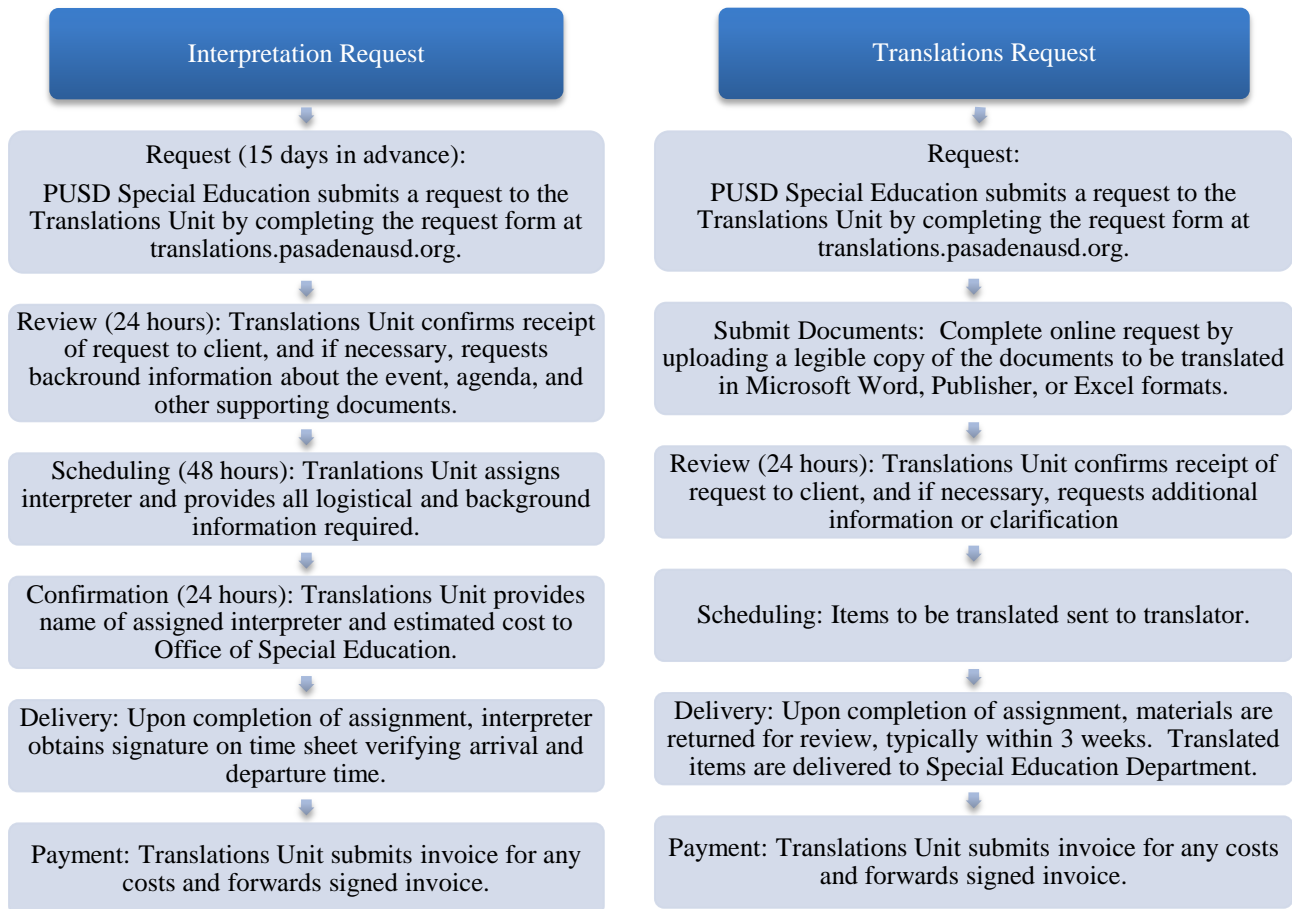 Interpretation Request
Request (15 days in advance):
PUSD Special Education submits a request to the
Translations Unit by completing the request form at
translations.pasadenausd.org.
Review (24 hours): Translations Unit confirms receipt
of request to client, and if necessary, requests
backround information about the event, agenda, and
other supporting documents.
Scheduling (48 hours): Tranlations Unit assigns
interpreter and provides all logistical and background
information required.
Confirmation (24 hours): Translations Unit provides
name of assigned interpreter and estimated cost to
Office of Special Education.
Delivery: Upon completion of assignment, interpreter
obtains signature on time sheet verifying arrival and
departure time.
Payment: Translations Unit submits invoice for any
costs and forwards signed invoice.
Translations Request
Request:
PUSD Special Education submits a request to the
Translations Unit by completing the request form at
translations.pasadenausd.org.
Submit Documents:  Complete online request by
uploading a legible copy of the documents to be translated
in Microsoft Word, Publisher, or Excel formats.
Review (24 hours): Translations Unit confirms receipt of
request to client, and if necessary, requests additional
information or clarification
Scheduling: Items to be translated sent to translator.
Delivery: Upon completion of assignment, materials are
returned for review, typically within 3 weeks.  Translated
items are delivered to Special Education Department.
Payment: Translations Unit submits invoice for any costs
and forwards signed invoice.